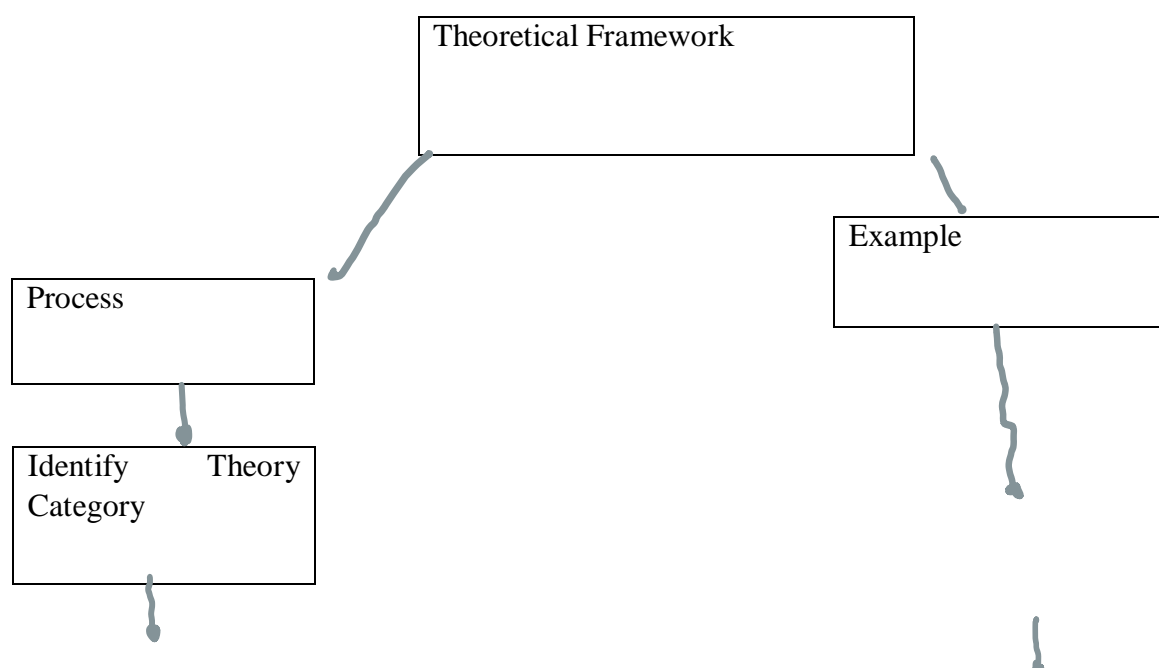 Theoretical Framework
Example
Process
Identify Theory
Category